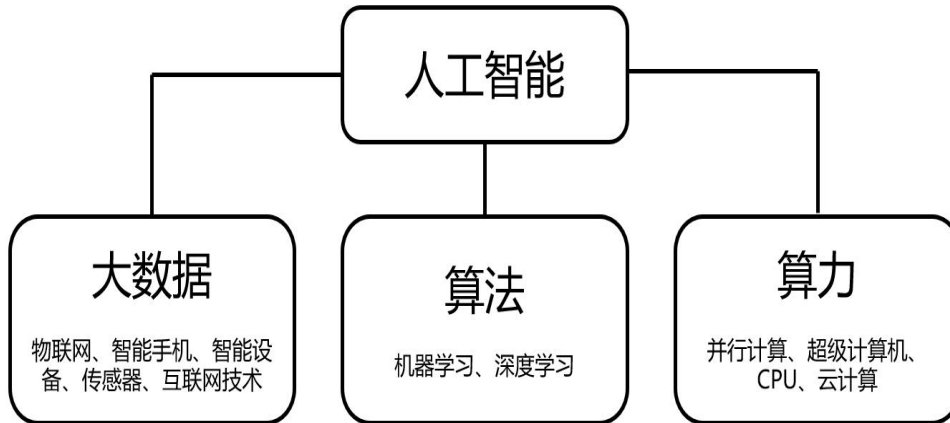 人工智能
大数据
物联网、智能手机、智能设
备、传感器、互联网技术
算法
机器学习、深度学习
算力
并行计算、超级计算机、
CPU、云计算